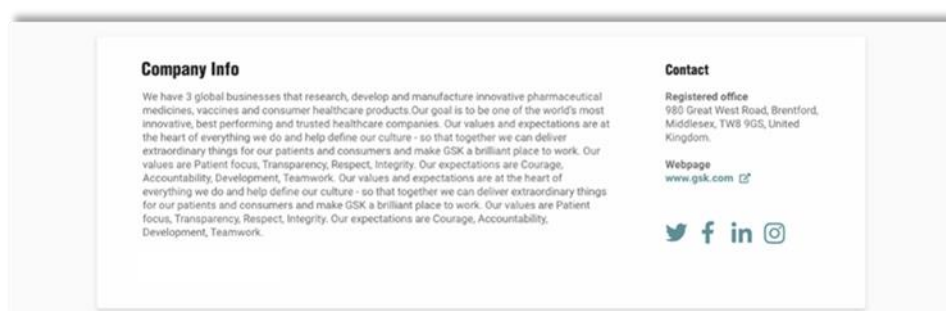 Company Info
We have 3 global businesses that research, develop and manufacture innovative pharmaceutical
medicines, vaccines and consumer healthcare products.Our goal is to be one of the world's most
innovative, best performing and trusted healthcare companies. Our values and expectations are at
the heart of everything we do and help define our culture - so that together we can deliver
extraordinary things for our patients and consumers and make GSK a brilliant place to work. Our
values are Patient focus, Transparency, Respect, Integrity. Our expectations are Courage,
Accountability, Development, Teamwork. Our values and expectations are at the heart of
everything we do and help define our culture - so that together we can deliver extraordinary things
for our patients and consumers and make GSK a brilliant place to work. Our values are Patient
focus, Transparency, Respect, Integrity. Our expectations are Courage, Accountability,
Development, Teamwork.
Contact
Registered office
980 Great West Road, Brentford,
Middlesex, TW8 9GS, United
Kingdom.
Webpage
www.gsk.com